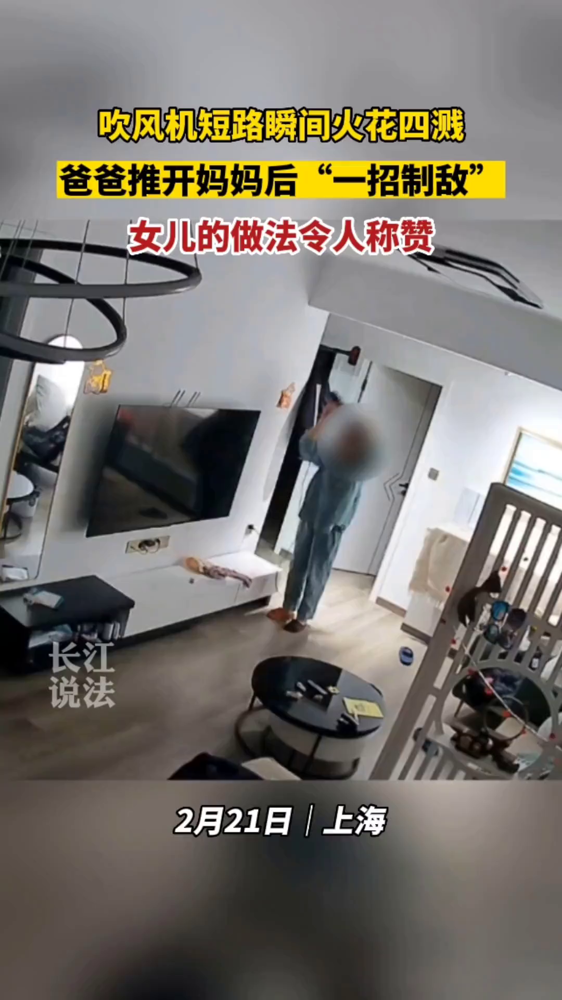 吹风机短路瞬间火花四溅
爸爸推开妈妈后“一招制敌”
女儿的做法令人称赞
长江
说法
2月21日|上海